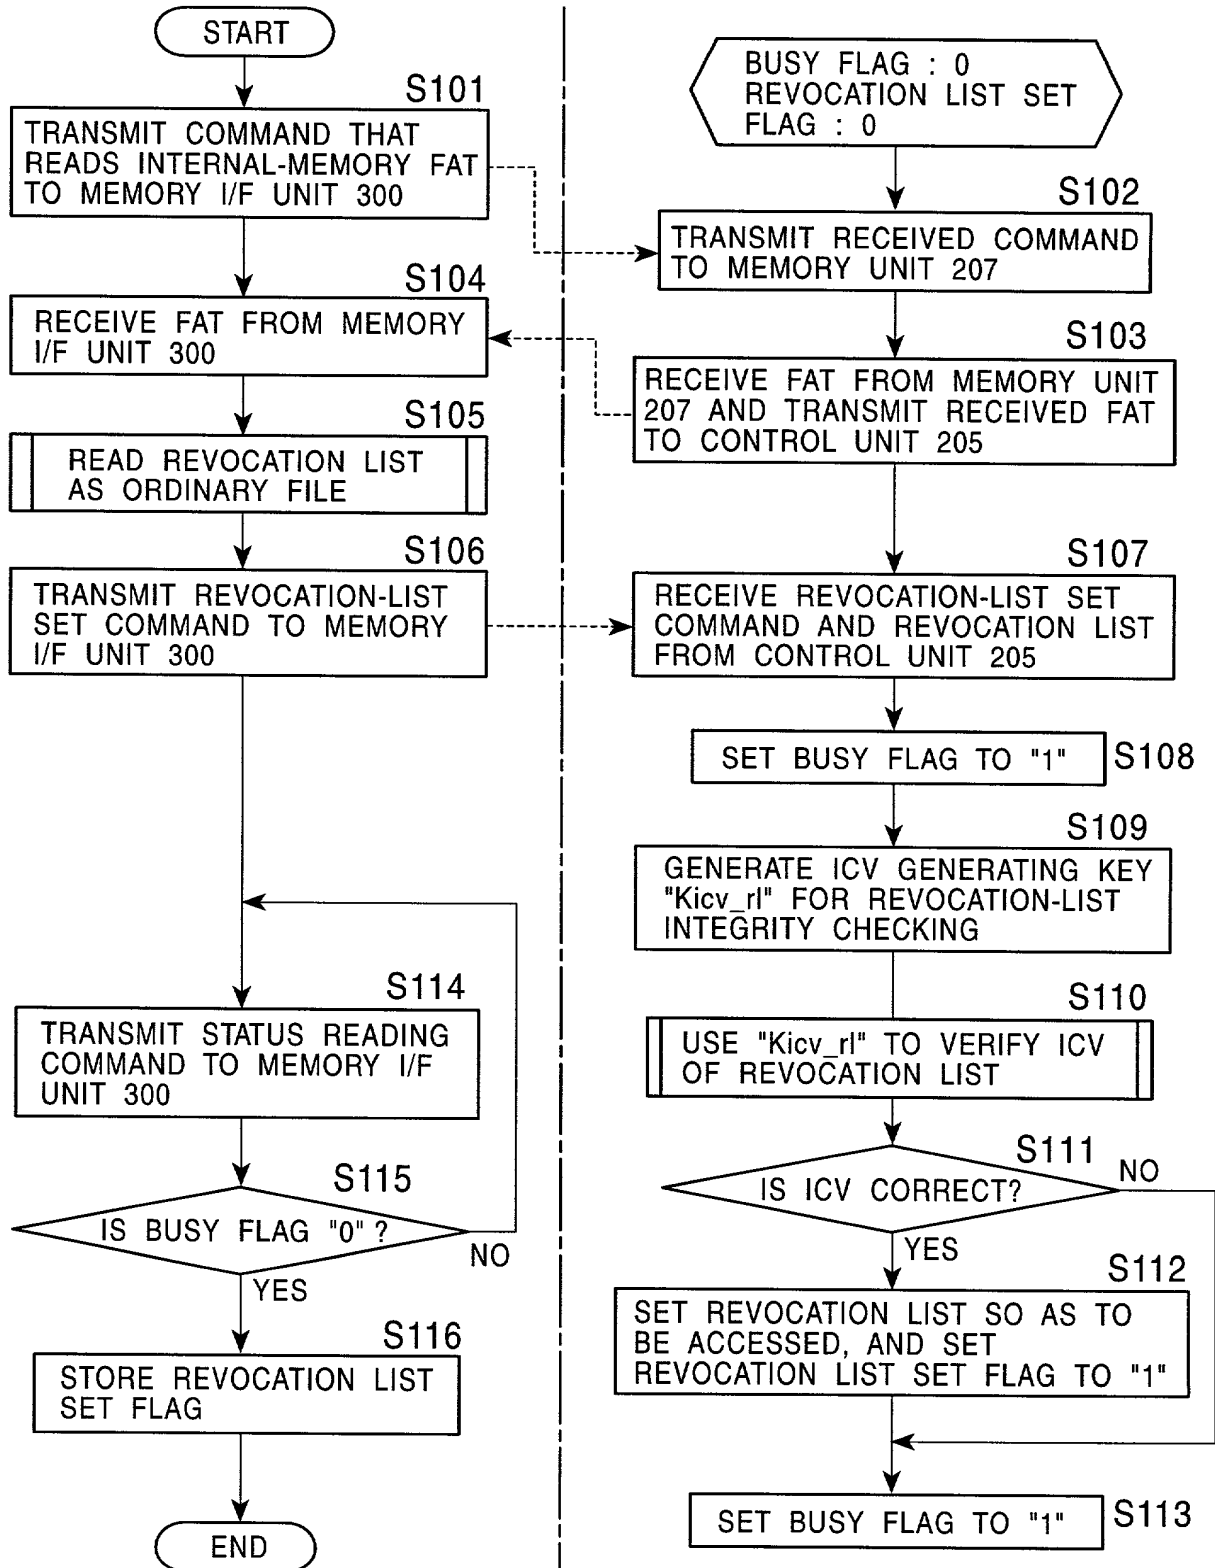 START
S101
TRANSMIT COMMAND THAT
READS INTERNAL-MEMORY FAT
TO MEMORY I/F UNIT 300
S104
RECEIVE FAT FROM MEMORY
I/F UNIT 300
S105
READ REVOCATION LIST
AS ORDINARY FILE
S106
TRANSMIT REVOCATION-LIST
SET COMMAND TO MEMORY
I/F UNIT 300
S114
TRANSMIT STATUS READING
COMMAND TO MEMORY I/F
UNIT 300
S115
IS BUSY FLAG "0" ?
NO
YES
S116
STORE REVOCATION LIST
SET FLAG
END
BUSY FLAG : 0
REVOCATION LIST SET
FLAG : 0
S102
TRANSMIT RECEIVED COMMAND
TO MEMORY UNIT 207
S103
RECEIVE FAT FROM MEMORY UNIT
207 AND TRANSMIT RECEIVED FAT
TO CONTROL UNIT 205
S107
RECEIVE REVOCATION-LIST SET
COMMAND AND REVOCATION LIST
FROM CONTROL UNIT 205
SET BUSY FLAG TO "1"
S108
S109
GENERATE ICV GENERATING KEY
"Kicv_rl" FOR REVOCATION-LIST
INTEGRITY CHECKING
S110
USE "Kicv_rl" TO VERIFY ICV
OF REVOCATION LIST
S111
IS ICV CORRECT?
NO
YES
S112
SET REVOCATION LIST SO AS TO
BE ACCESSED, AND SET
REVOCATION LIST SET FLAG TO "1"
SET BUSY FLAG TO "1"
S113